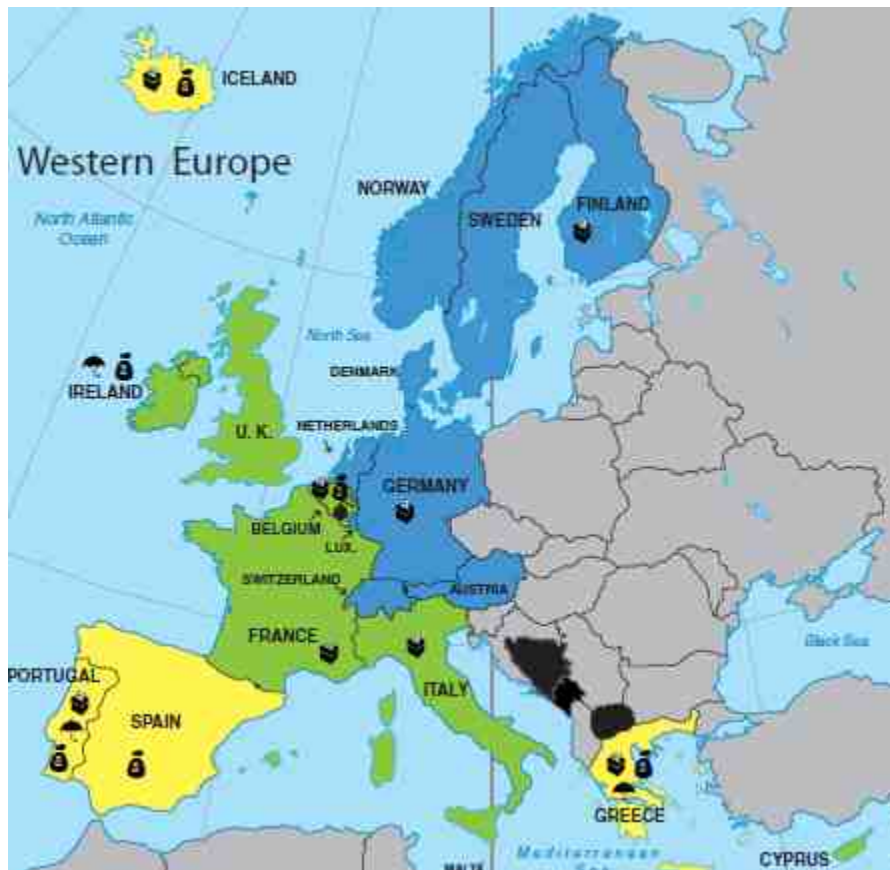 ICELAND
Western Europe
North Atlantic
Ocean
NORWAY
SWEDEN
FINLAND
North Sea
DENMARK
IRELAND
U. K.
NETHERLANDS
GERMANY
BELGIUM
LUX.
SWITZERLAND
AUSTRIA
FRANCE
Black Sea
PORTUGAL
ITALY
SPAIN
GREECE
Mediterranean
CYPRUS